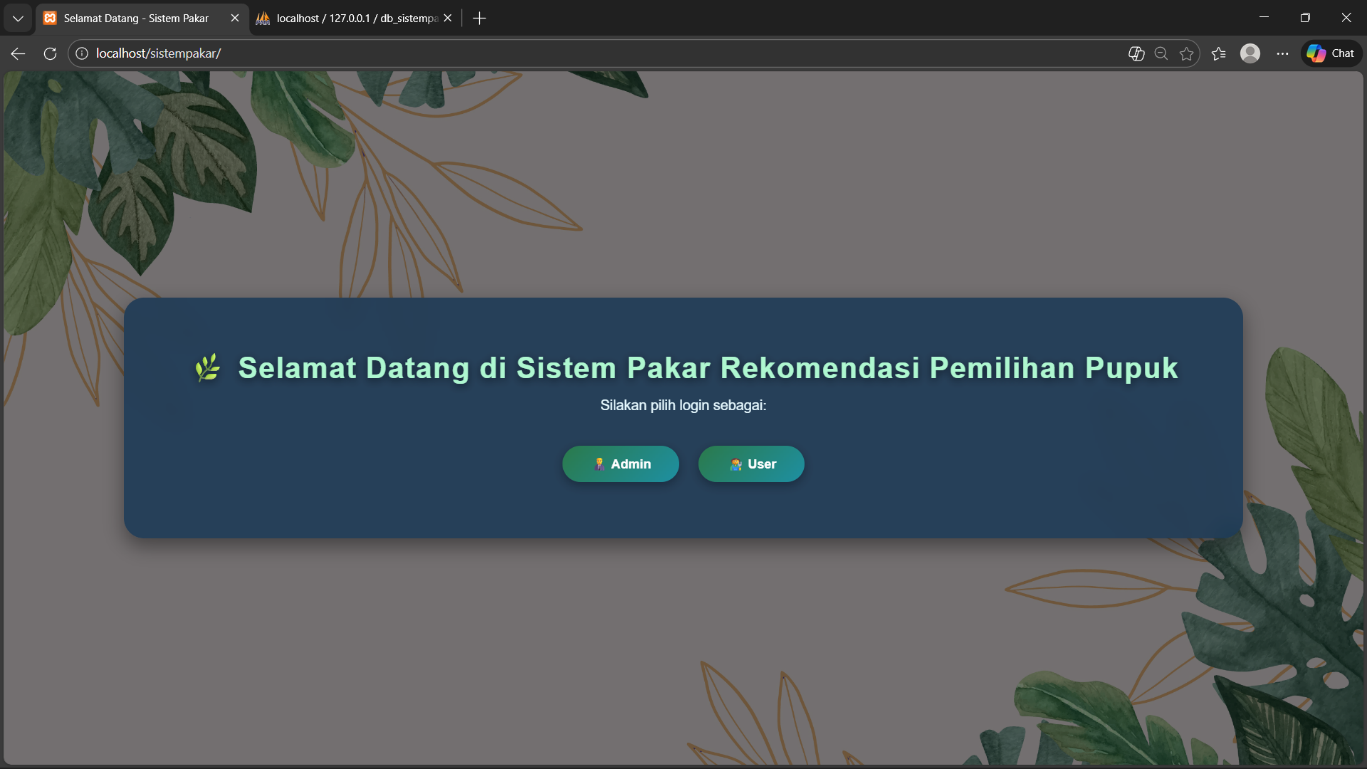 Selamat Datang - Sistem Pakar
localhost / 127.0.0.1 / db_sistempa
localhost/sistempakar/
Chat
🌿 Selamat Datang di Sistem Pakar Rekomendasi Pemilihan Pupuk
Silakan pilih login sebagai:
Admin
User